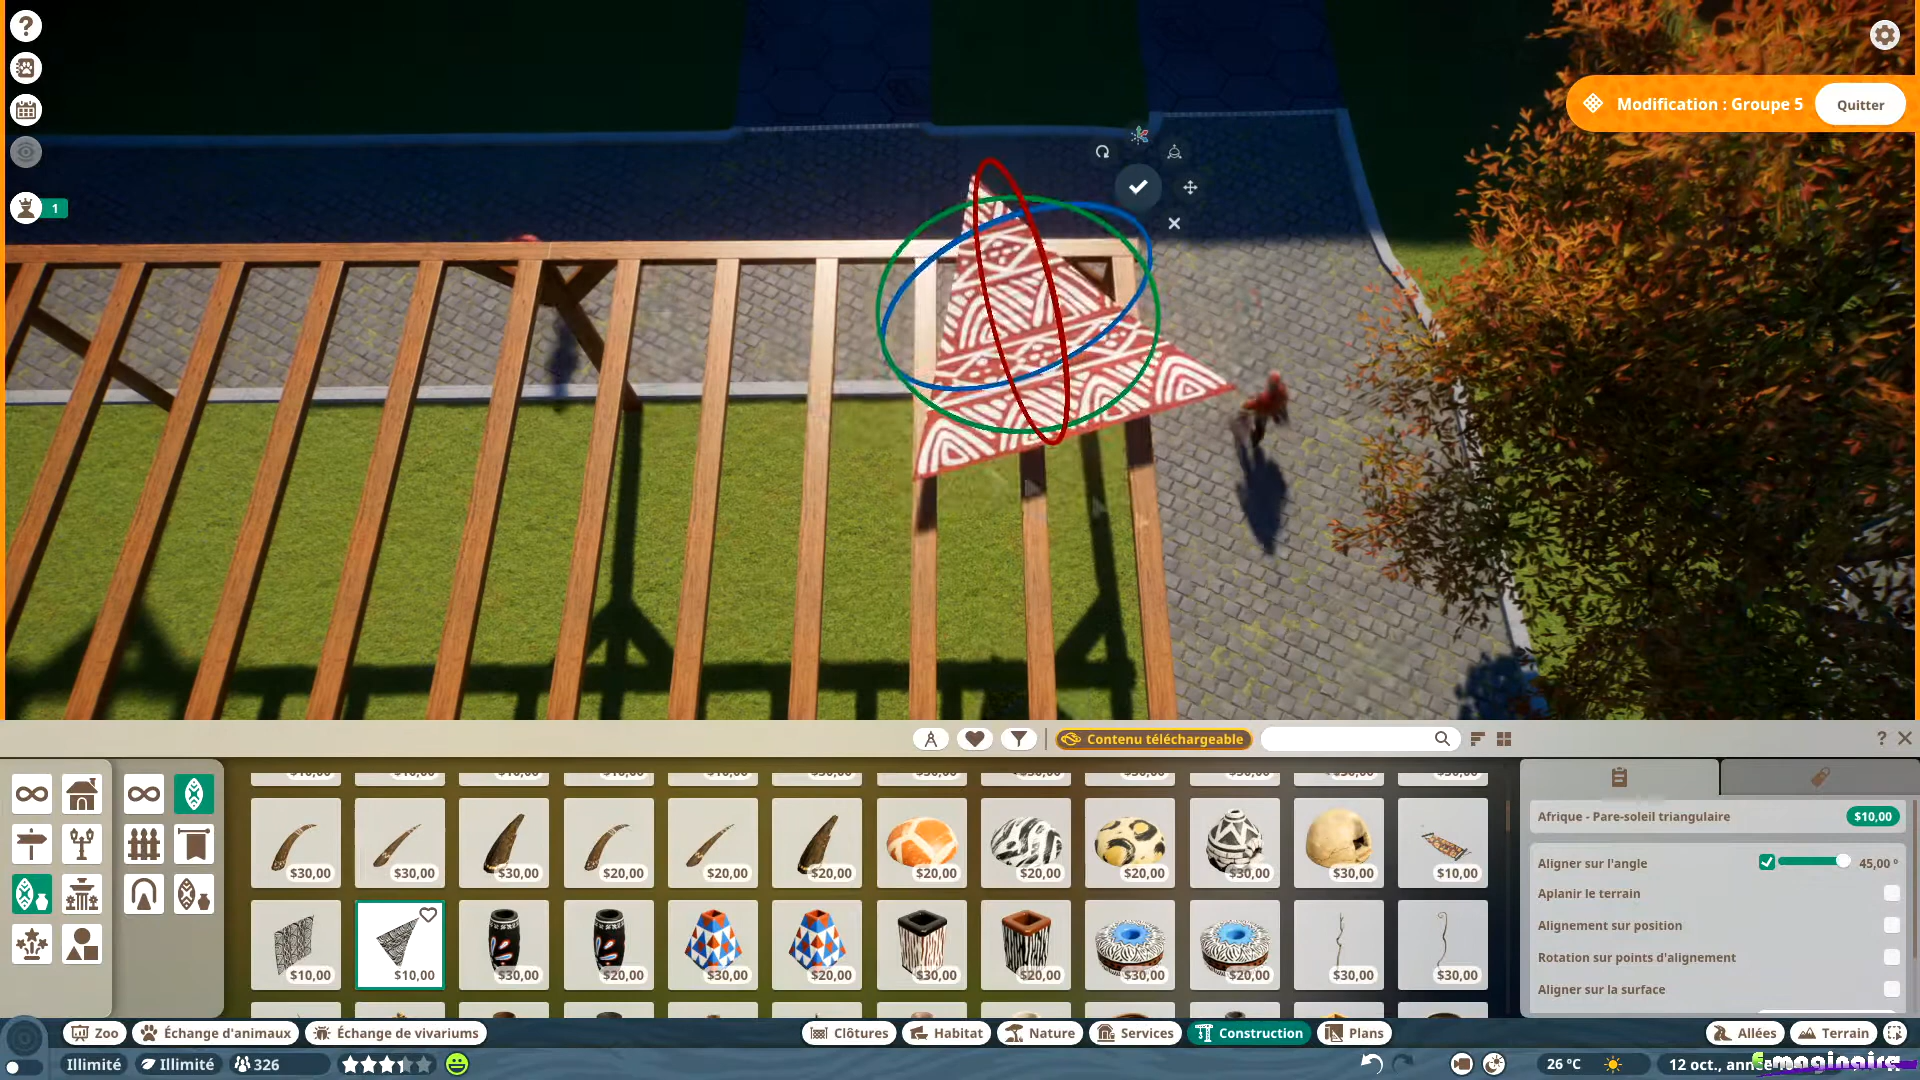 ?
1
Modification : Groupe 5
Quitter
Contenu téléchargeable
?
$30,00
$30,00
$30,00
$20,00
$20,00
$20,00
$20,00
$20,00
$20,00
$30,00
$30,00
$10,00
$10,00
$10,00
$30,00
$20,00
$30,00
$20,00
$30,00
$20,00
$30,00
$20,00
$30,00
$30,00
Afrique - Pare-soleil triangulaire
$10,00
Aligner sur l'angle
45,00 °
Aplanir le terrain
Alignement sur position
Rotation sur points d'alignement
Aligner sur la surface
Zoo
Échange d'animaux
Échange de vivariums
Clôtures
Habitat
Nature
Services
Construction
Plans
Allées
Terrain
Illimité
Illimité
326
26 °C
12 oct.,
Emaginaira